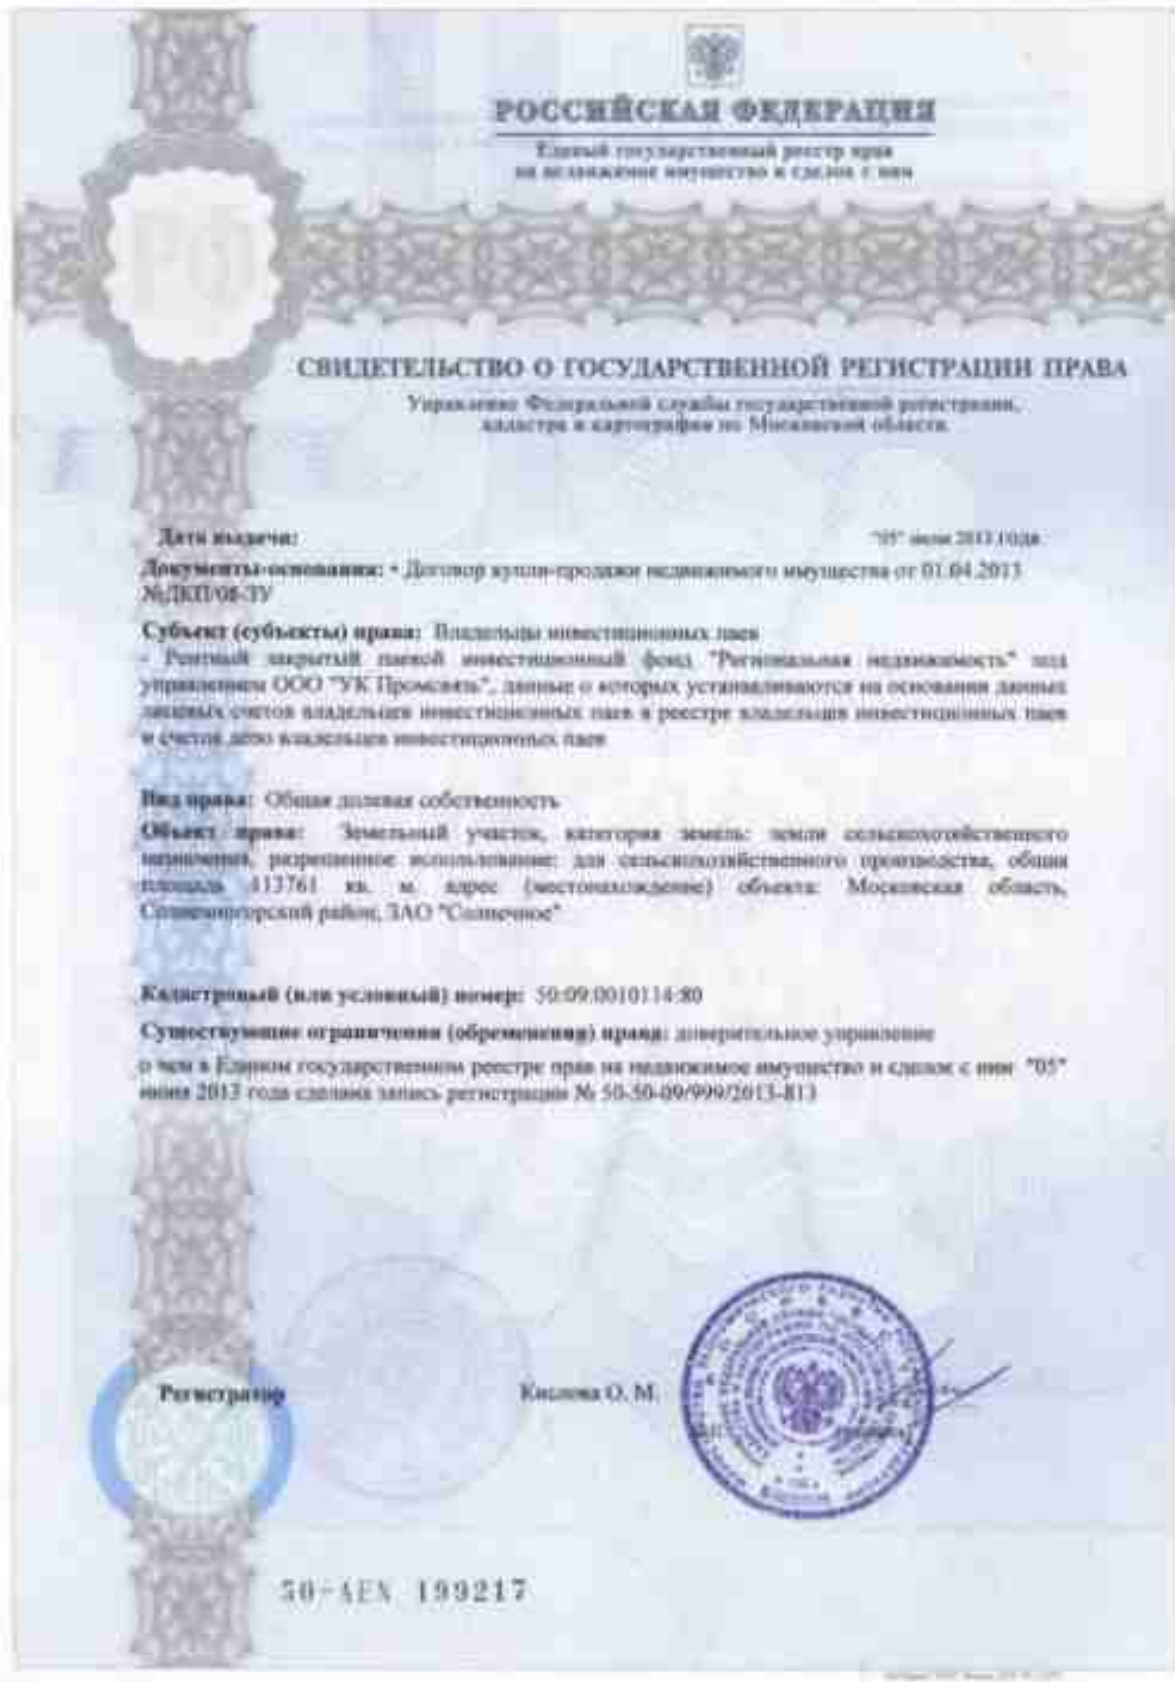 РОССИЙСКАЯ ФЕДЕРАЦИЯ
Единый государственный реестр прав
на недвижимое имущество и сделок с ним
СВИДЕТЕЛЬСТВО О ГОСУДАРСТВЕННОЙ РЕГИСТРАЦИИ ПРАВА
Управление Федеральной службы государственной регистрации,
кадастра и картографии по Московской области
Дата выдачи: "05" июня 2013 года
Документы-основания: • Договор купли-продажи недвижимого имущества от 01.04.2013
№ДКП/08-ЗУ
Субъект (субъекты) права: Владельцы инвестиционных паев
- Рентный закрытый паевой инвестиционный фонд "Региональная недвижимость" под
управлением ООО "УК Промсвязь", данные о которых устанавливаются на основании данных
лицевых счетов владельцев инвестиционных паев в реестре владельцев инвестиционных паев
и счетов депо владельцев инвестиционных паев
Вид права: Общая долевая собственность
Объект права: Земельный участок, категория земель: земли сельскохозяйственного
назначения, разрешенное использование: для сельскохозяйственного производства, общая
площадь 113761 кв. м, адрес (местонахождение) объекта: Московская область,
Солнечногорский район, ЗАО "Солнечное"
Кадастровый (или условный) номер: 50:09:0010114:80
Существующие ограничения (обременения) права: доверительное управление
о чем в Едином государственном реестре прав на недвижимое имущество и сделок с ним "05"
июня 2013 года сделана запись регистрации № 50-50-09/999/2013-813
Регистратор Кислова О. М.
50-АЕN 199217